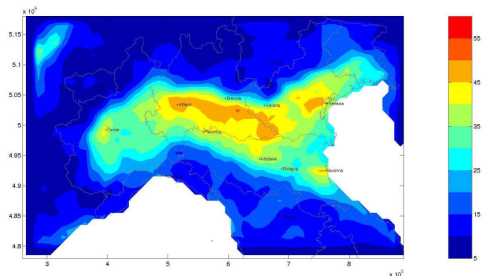 x 10⁶
5.15
5.1
5.05
5
4.95
4.9
4.85
4.8
3 4 5 6 7 8
x 10⁵
+Milano +Brescia +Verona +Venezia
+Torino +Piacenza
+Modena +Bologna +Ravenna
55
45
35
25
15
5